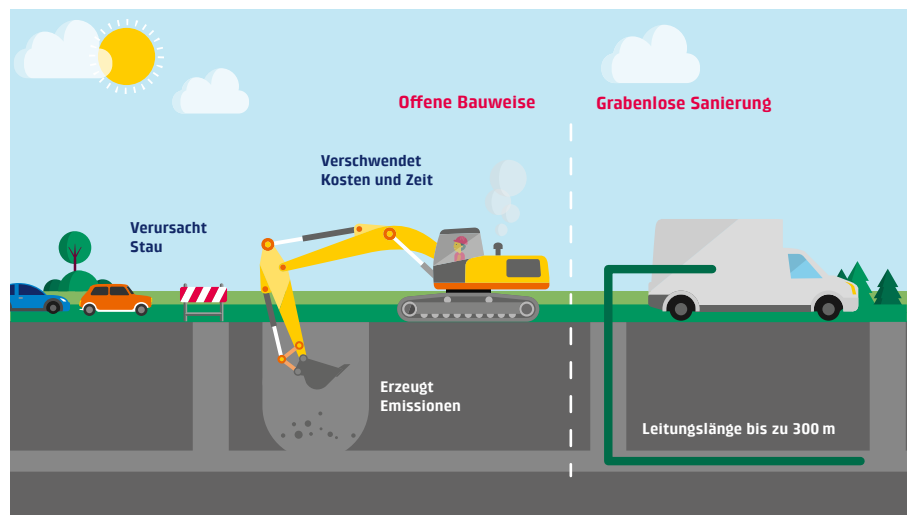 Offene Bauweise
Grabenlose Sanierung
Verschwendet
Kosten und Zeit
Verursacht
Stau
Erzeugt
Emissionen
Leitungslänge bis zu 300 m